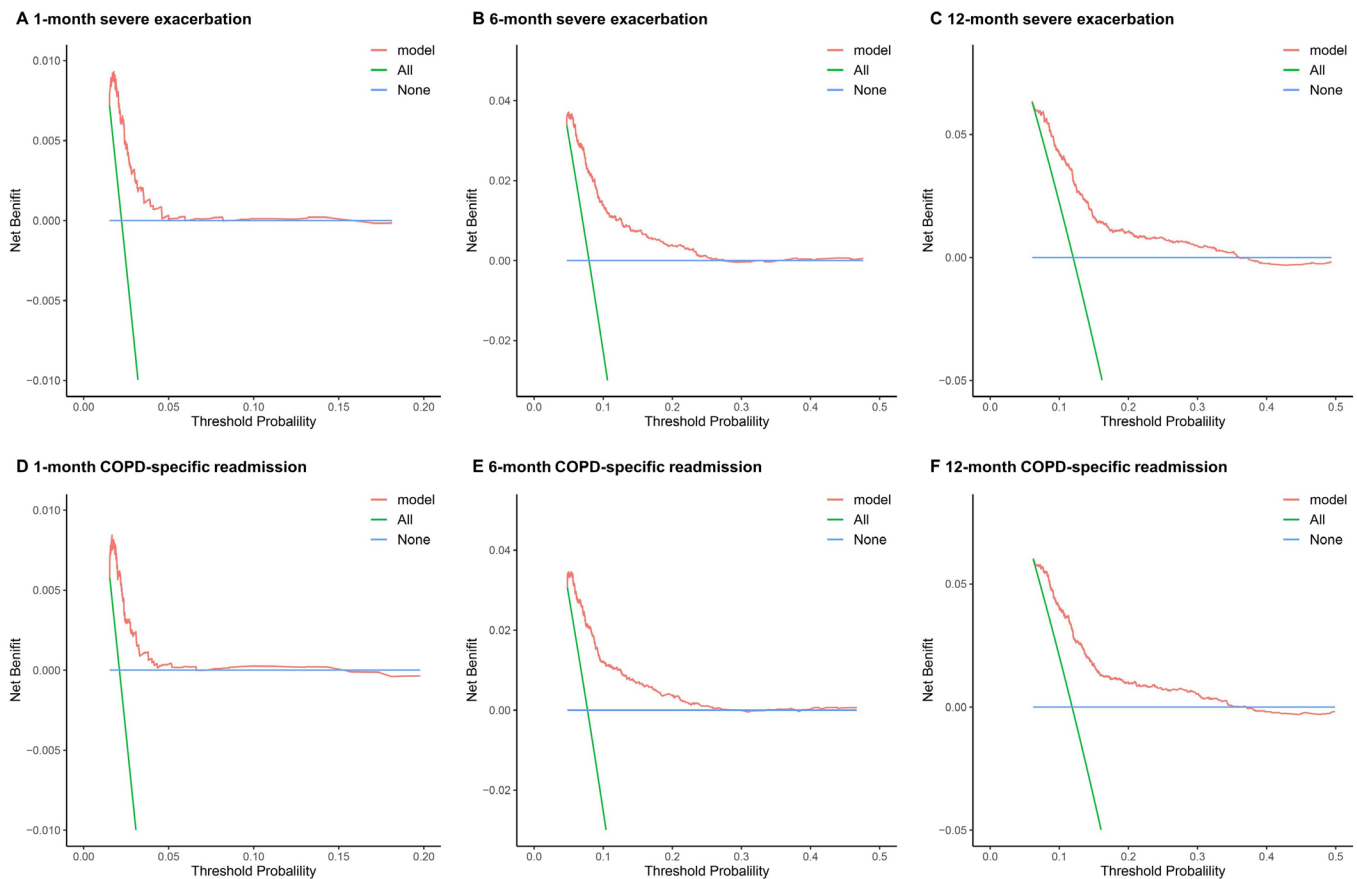 A 1-month severe exacerbation
model
All
None
0.010
0.005
0.000
−0.005
−0.010
Net Benifit
0.00 0.05 0.10 0.15 0.20
Threshold Probalility
B 6-month severe exacerbation
model
All
None
0.04
0.02
0.00
−0.02
Net Benifit
0.0 0.1 0.2 0.3 0.4 0.5
Threshold Probalility
C 12-month severe exacerbation
model
All
None
0.05
0.00
−0.05
Net Benifit
0.0 0.1 0.2 0.3 0.4 0.5
Threshold Probalility
D 1-month COPD-specific readmission
model
All
None
0.010
0.005
0.000
−0.005
−0.010
Net Benifit
0.00 0.05 0.10 0.15 0.20
Threshold Probalility
E 6-month COPD-specific readmission
model
All
None
0.04
0.02
0.00
−0.02
Net Benifit
0.0 0.1 0.2 0.3 0.4 0.5
Threshold Probalility
F 12-month COPD-specific readmission
model
All
None
0.05
0.00
−0.05
Net Benifit
0.0 0.1 0.2 0.3 0.4 0.5
Threshold Probalility